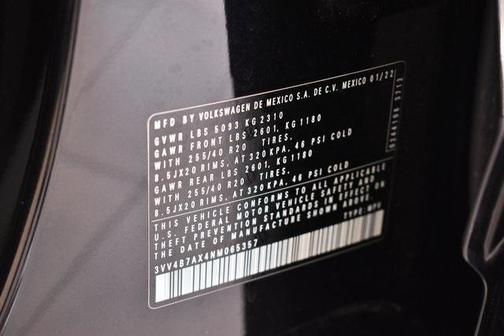 MFD BY VOLKSWAGEN DE MEXICO S.A. DE C.V. MEXICO 01/22
GVWR LBS 5093 KG 2310
GAWR FRONT LBS 2601, KG 1180
WITH 255/40 R20 TIRES,
8.5JX20 RIMS, AT 320 KPA, 46 PSI COLD
GAWR REAR LBS 2601, KG 1180
WITH 255/40 R20 TIRES,
8.5JX20 RIMS, AT 320 KPA, 46 PSI COLD
THIS VEHICLE CONFORMS TO ALL APPLICABLE
U.S. FEDERAL MOTOR VEHICLE SAFETY AND
THEFT PREVENTION STANDARDS IN EFFECT ON
THE DATE OF MANUFACTURE SHOWN ABOVE.
3VV4B7AX4NM065357